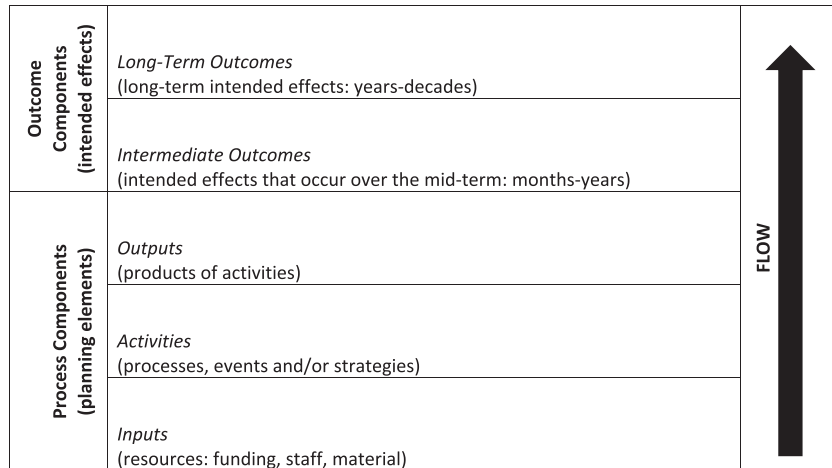 Outcome
Components
(intended effects)
Long-Term Outcomes
(long-term intended effects: years-decades)
Intermediate Outcomes
(intended effects that occur over the mid-term: months-years)
Process Components
(planning elements)
Outputs
(products of activities)
Activities
(processes, events and/or strategies)
Inputs
(resources: funding, staff, material)
FLOW